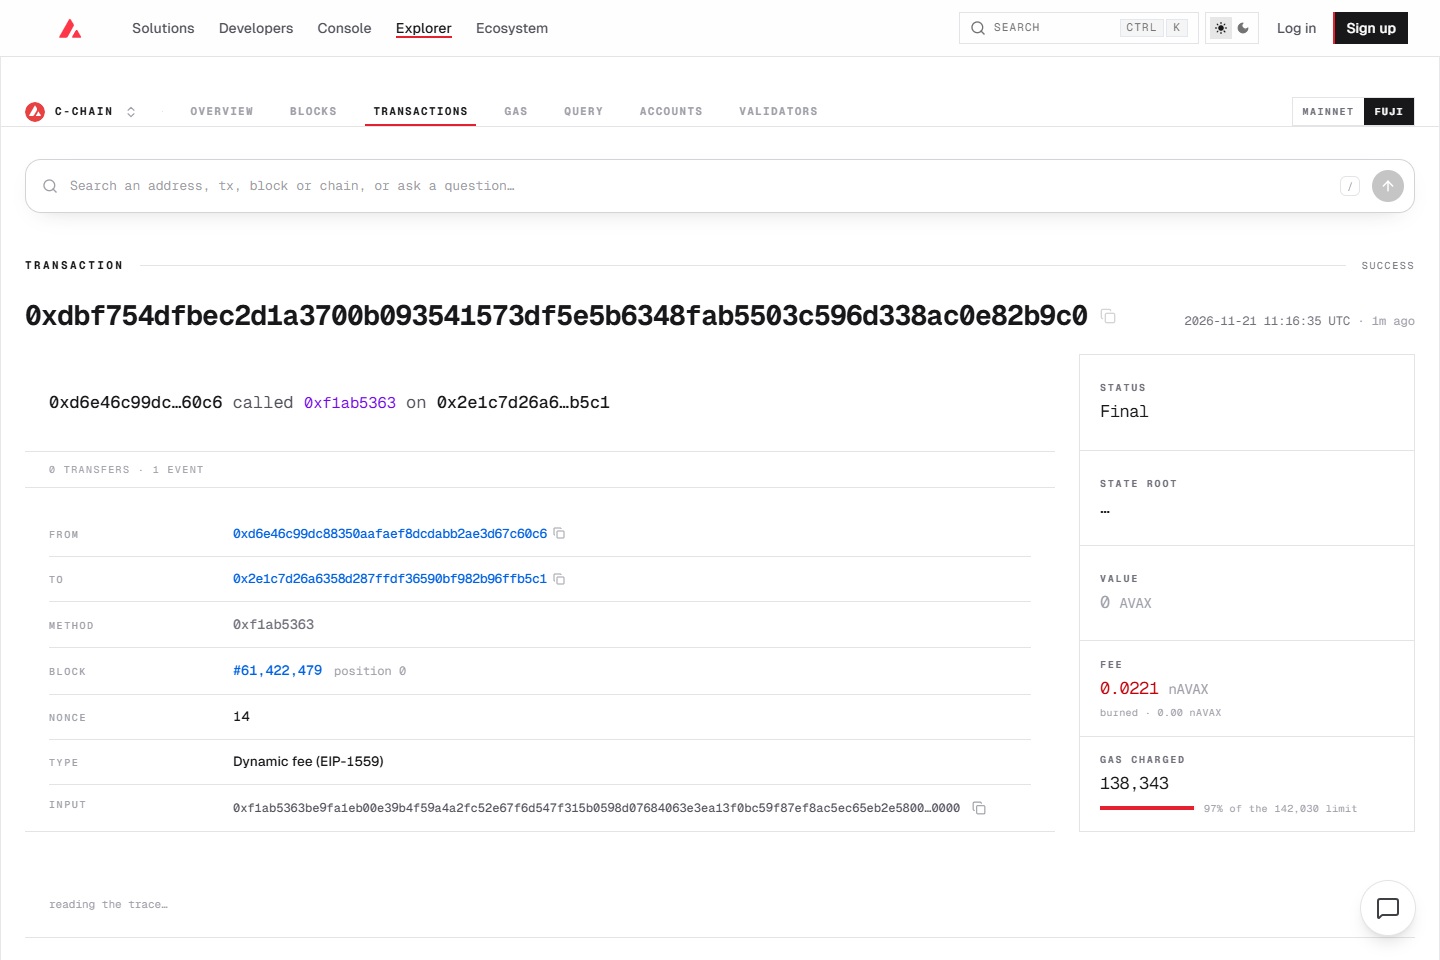 Solutions Developers Console Explorer Ecosystem SEARCH CTRL K Log in Sign up
C-CHAIN OVERVIEW BLOCKS TRANSACTIONS GAS QUERY ACCOUNTS VALIDATORS MAINNET FUJI
Search an address, tx, block or chain, or ask a question… /
TRANSACTION SUCCESS
0xdbf754dfbec2d1a3700b093541573df5e5b6348fab5503c596d338ac0e82b9c0 2026-11-21 11:16:35 UTC · 1m ago
0xd6e46c99dc…60c6 called 0xf1ab5363 on 0x2e1c7d26a6…b5c1
0 TRANSFERS · 1 EVENT
FROM 0xd6e46c99dc88350aafaef8dcdabb2ae3d67c60c6
TO 0x2e1c7d26a6358d287ffdf36590bf982b96ffb5c1
METHOD 0xf1ab5363
BLOCK #61,422,479 position 0
NONCE 14
TYPE Dynamic fee (EIP-1559)
INPUT 0xf1ab5363be9fa1eb00e39b4f59a4a2fc52e67f6d547f315b0598d07684063e3ea13f0bc59f87ef8ac5ec65eb2e5800…0000
STATUS
Final
STATE ROOT
…
VALUE
0 AVAX
FEE
0.0221 nAVAX
burned · 0.00 nAVAX
GAS CHARGED
138,343
97% of the 142,030 limit
reading the trace…